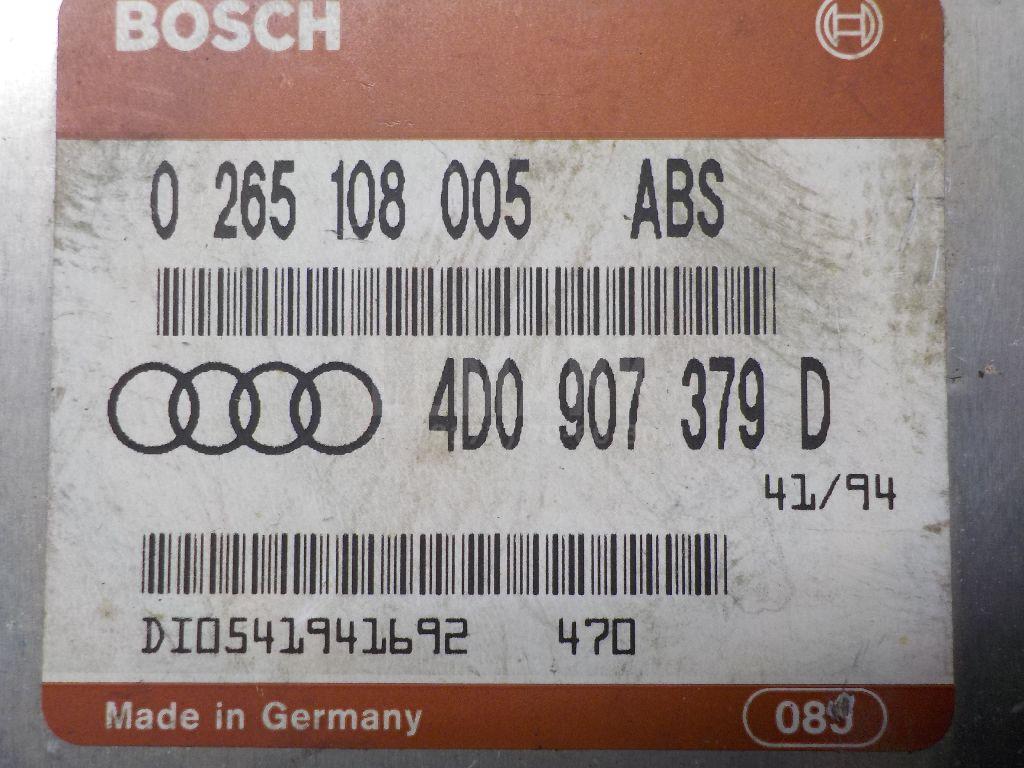 BOSCH
0 265 108 005 ABS
4D0 907 379 D
41/94
DI0541941692 470
Made in Germany